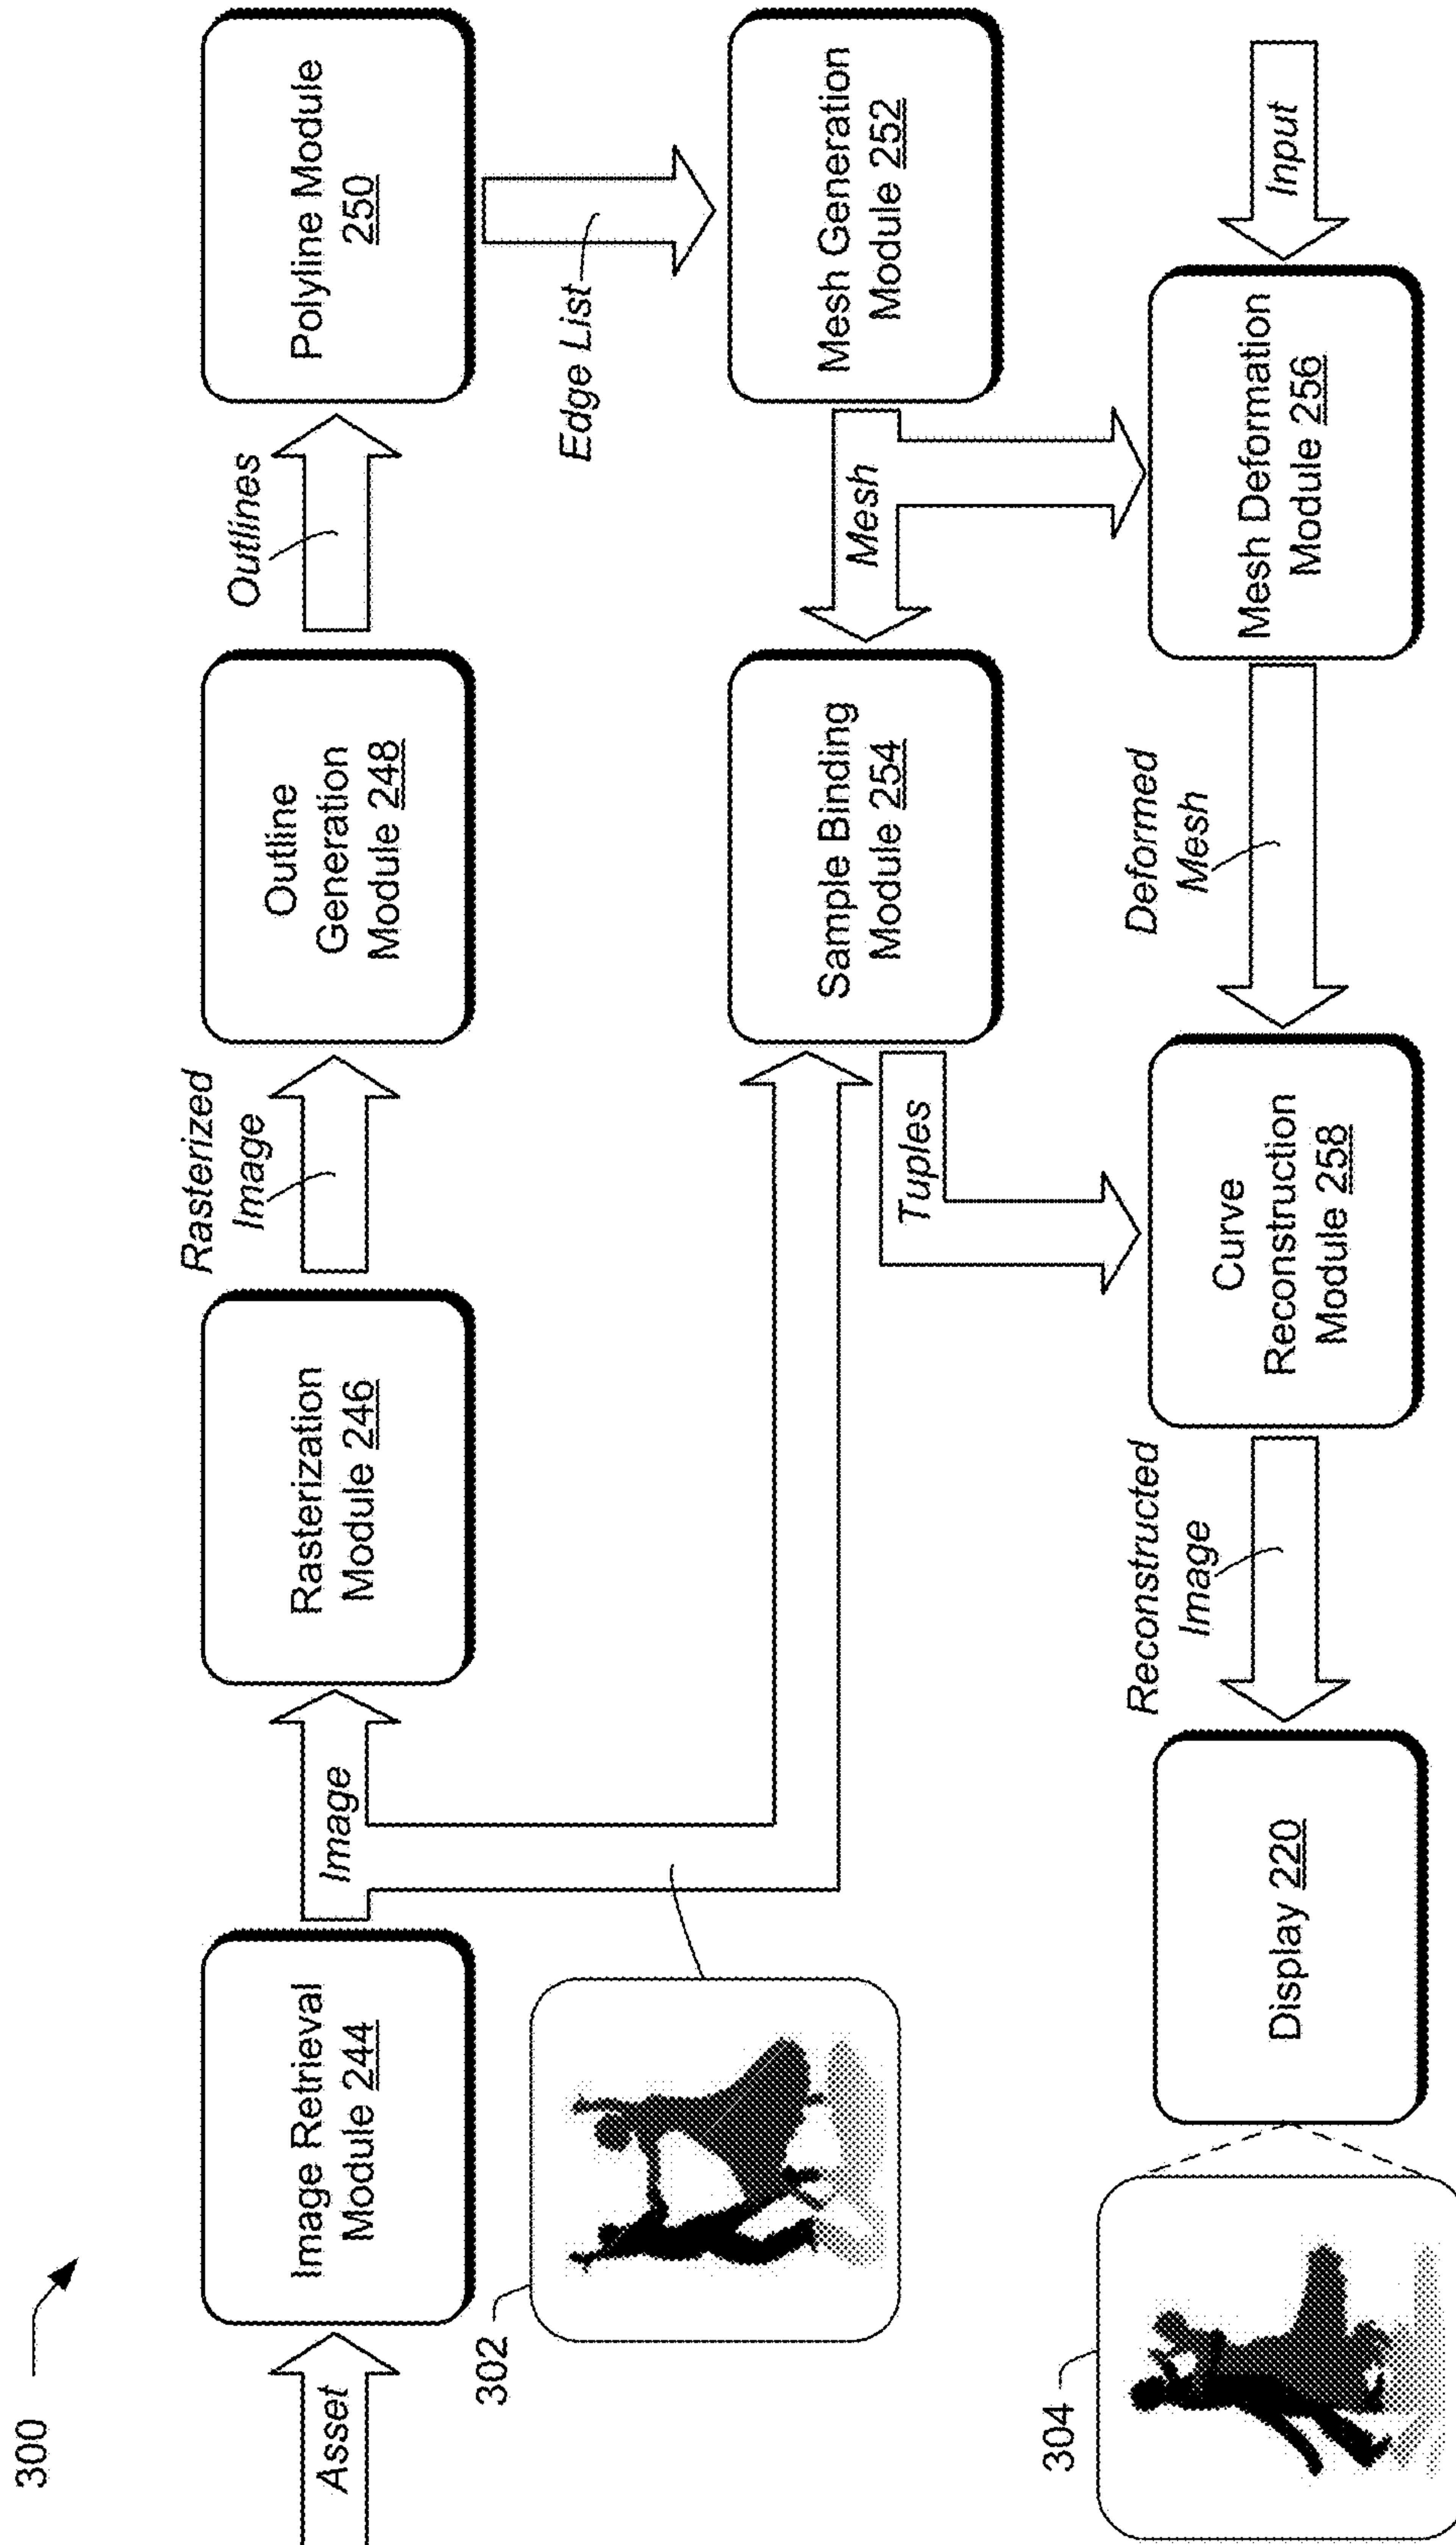 300
Asset
Image Retrieval
Module 244
Image
Rasterization
Module 246
Rasterized
Image
Outline
Generation
Module 248
Outlines
Polyline Module
250
302
Edge List
Sample Binding
Module 254
Mesh
Mesh Generation
Module 252
Tuples
304
Display 220
Reconstructed
Image
Curve
Reconstruction
Module 258
Deformed
Mesh
Mesh Deformation
Module 256
Input